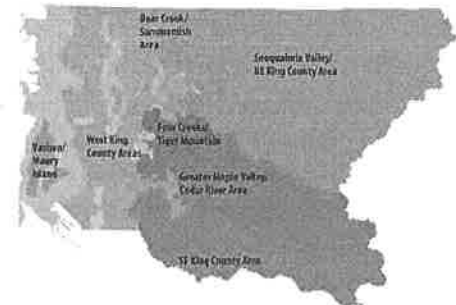 Bear Creek/
Sammamish
Area
Snoqualmie Valley/
NE King County Area
Four Creeks/
Tiger Mountain
West King
County Areas
Vashon/
Maury
Island
Greater Maple Valley/
Cedar River Area
SE King County Area